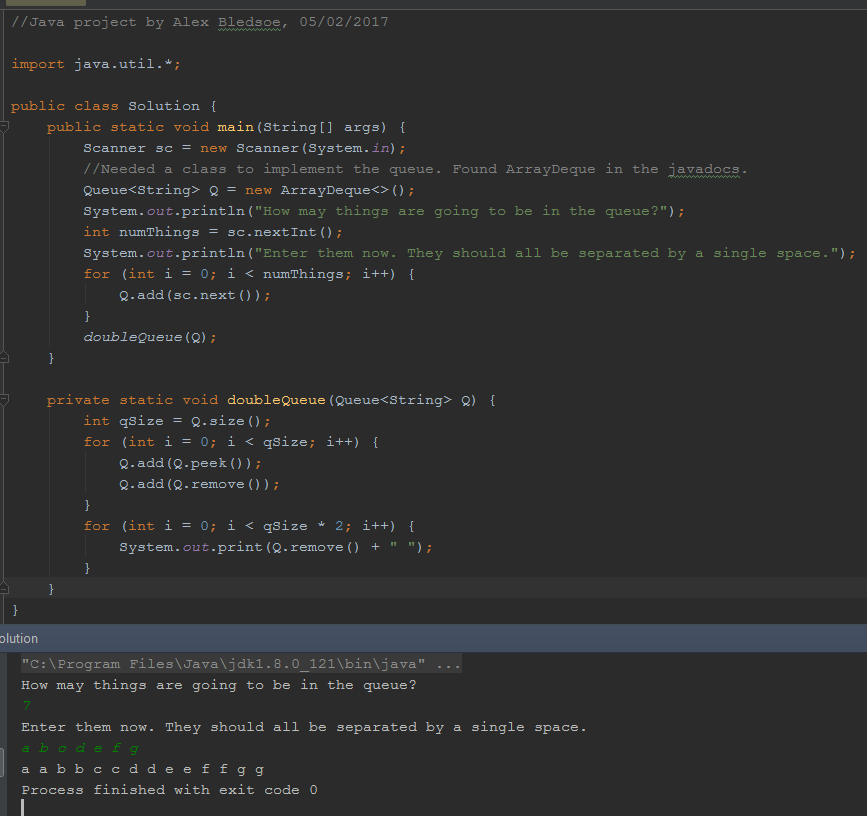 //Java project by Alex Bledsoe, 05/02/2017
import java.util.*;
public class Solution {
public static void main(String[] args) {
Scanner sc = new Scanner(System.in);
//Needed a class to implement the queue. Found ArrayDeque in the javadocs.
Queue<String> Q = new ArrayDeque<>();
System.out.println("How may things are going to be in the queue?");
int numThings = sc.nextInt();
System.out.println("Enter them now. They should all be separated by a single space.");
for (int i = 0; i < numThings; i++) {
Q.add(sc.next());
}
doubleQueue(Q);
}
private static void doubleQueue(Queue<String> Q) {
int qSize = Q.size();
for (int i = 0; i < qSize; i++) {
Q.add(Q.peek());
Q.add(Q.remove());
}
for (int i = 0; i < qSize * 2; i++) {
System.out.print(Q.remove() + " ");
}
}
}
olution
"C:\Program Files\Java\jdk1.8.0_121\bin\java" ...
How may things are going to be in the queue?
7
Enter them now. They should all be separated by a single space.
a b c d e f g
a a b b c c d d e e f f g g
Process finished with exit code 0